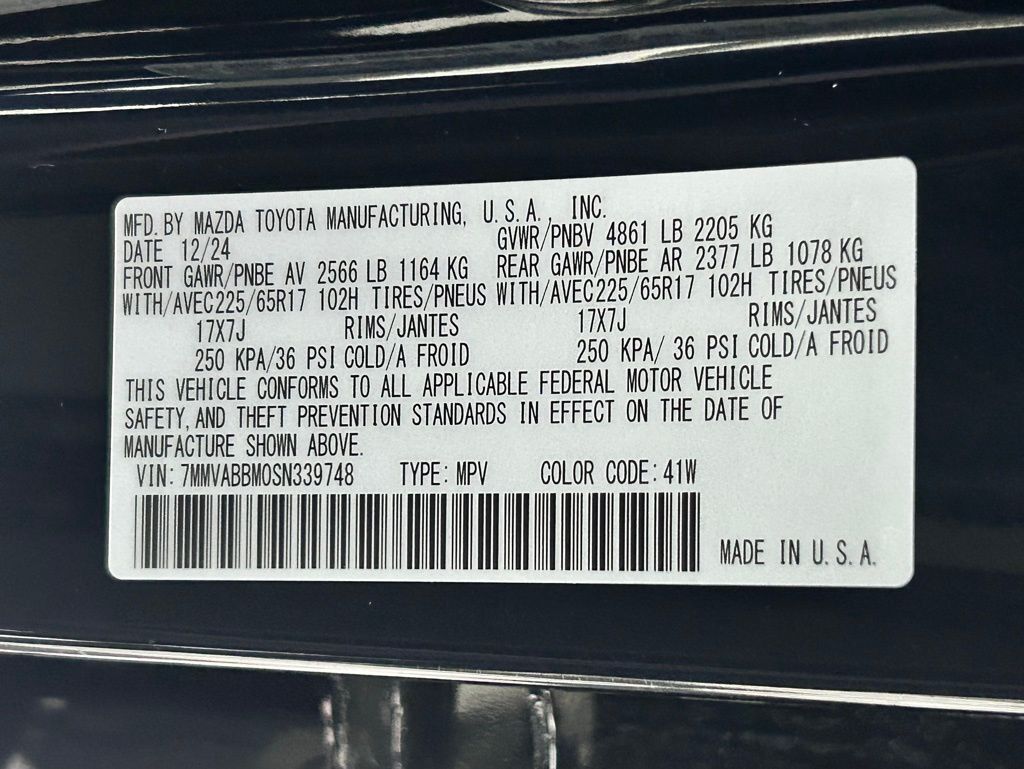 MFD. BY MAZDA TOYOTA MANUFACTURING, U.S.A., INC.
DATE 12/24 GVWR/PNBV 4861 LB 2205 KG
FRONT GAWR/PNBE AV 2566 LB 1164 KG REAR GAWR/PNBE AR 2377 LB 1078 KG
WITH/AVEC225/65R17 102H TIRES/PNEUS WITH/AVEC225/65R17 102H TIRES/PNEUS
17X7J RIMS/JANTES 17X7J RIMS/JANTES
250 KPA/36 PSI COLD/A FROID 250 KPA/ 36 PSI COLD/A FROID
THIS VEHICLE CONFORMS TO ALL APPLICABLE FEDERAL MOTOR VEHICLE
SAFETY, AND THEFT PREVENTION STANDARDS IN EFFECT ON THE DATE OF
MANUFACTURE SHOWN ABOVE.
VIN: 7MMVABBM0SN339748 TYPE: MPV COLOR CODE: 41W
MADE IN U.S.A.